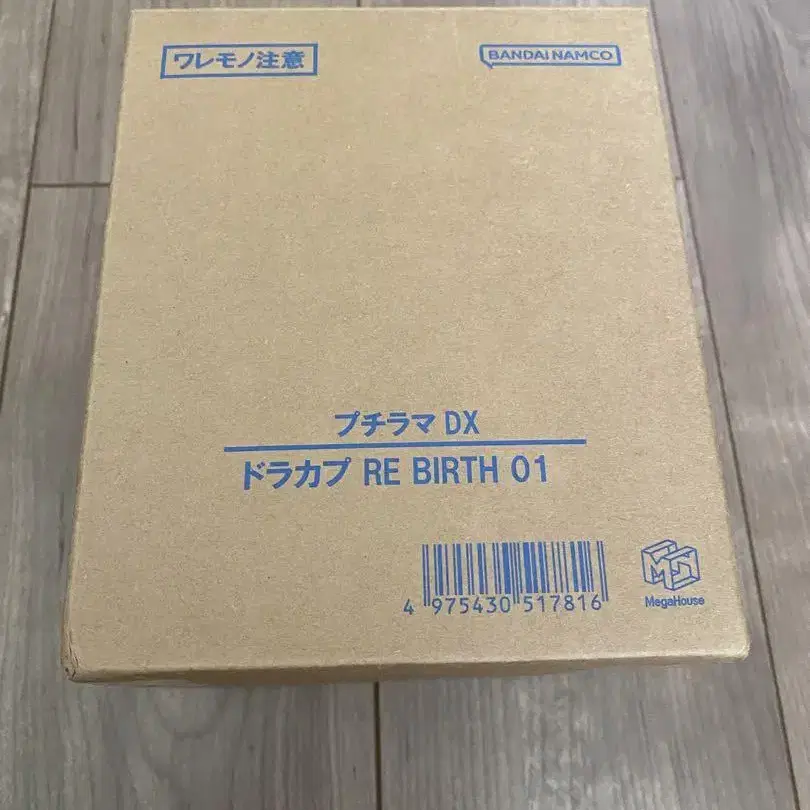 ワレモノ注意
BANDAI NAMCO
プチラマ DX
ドラカプ RE BIRTH 01
4 975430 517816
MegaHouse